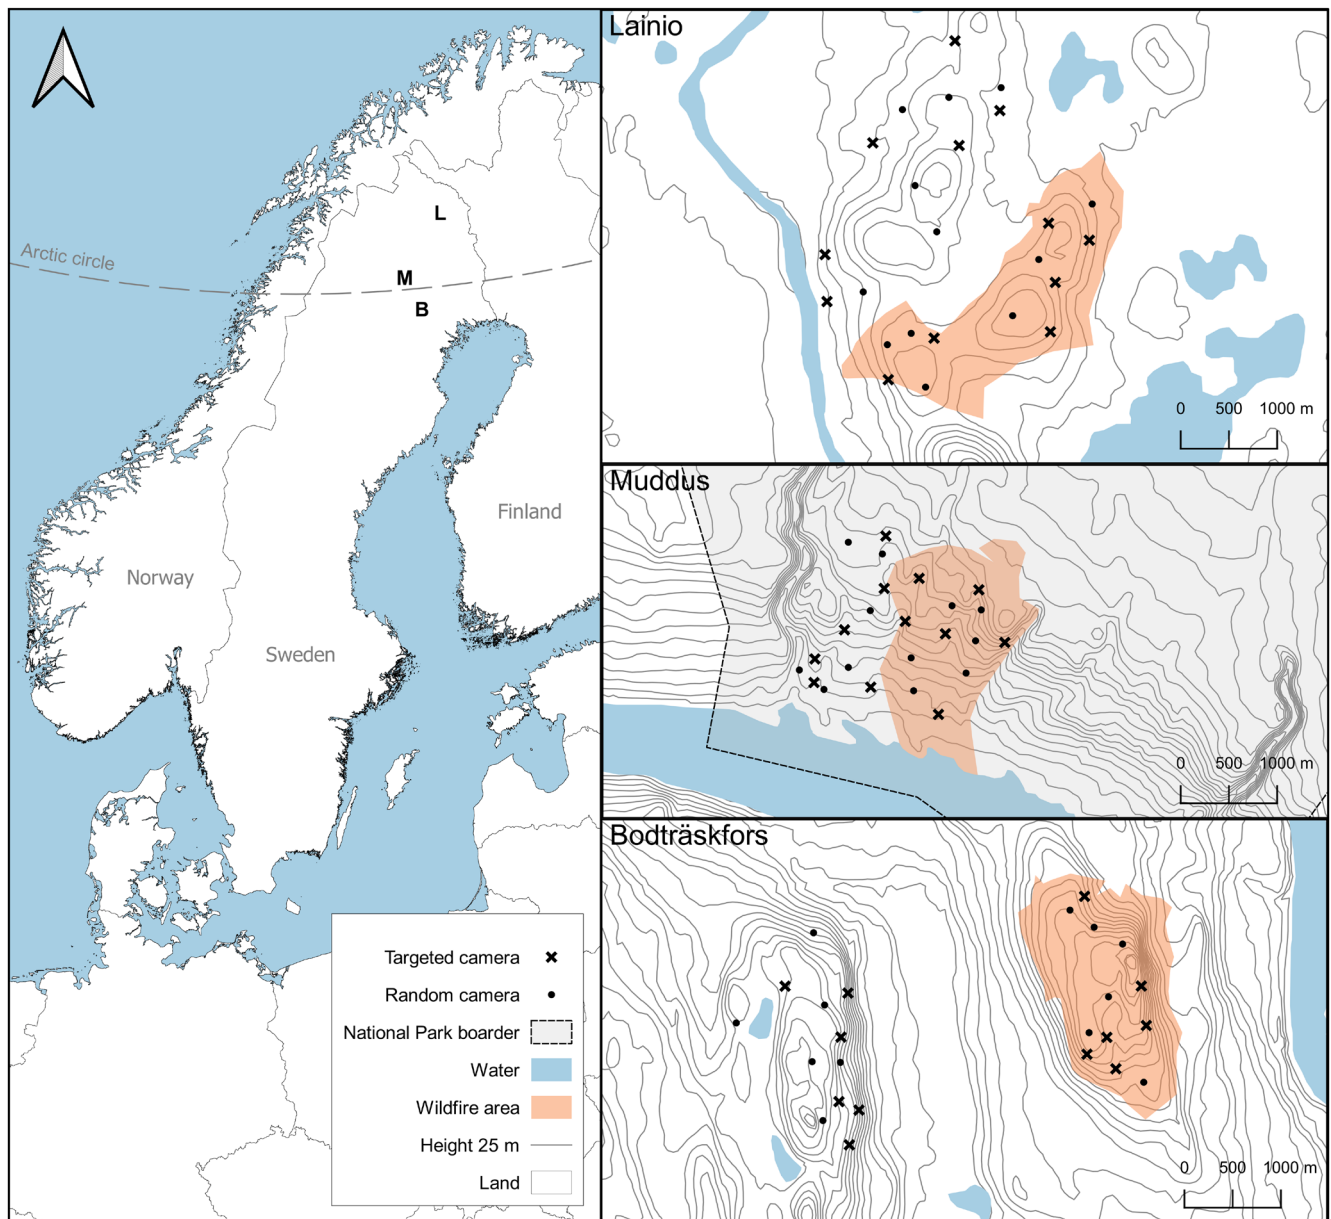 Arctic circle
L
M
B
Norway
Sweden
Finland
Targeted camera
Random camera
National Park boarder
Water
Wildfire area
Height 25 m
Land
Lainio
0 500 1000 m
Muddus
0 500 1000 m
Bodträskfors
0 500 1000 m